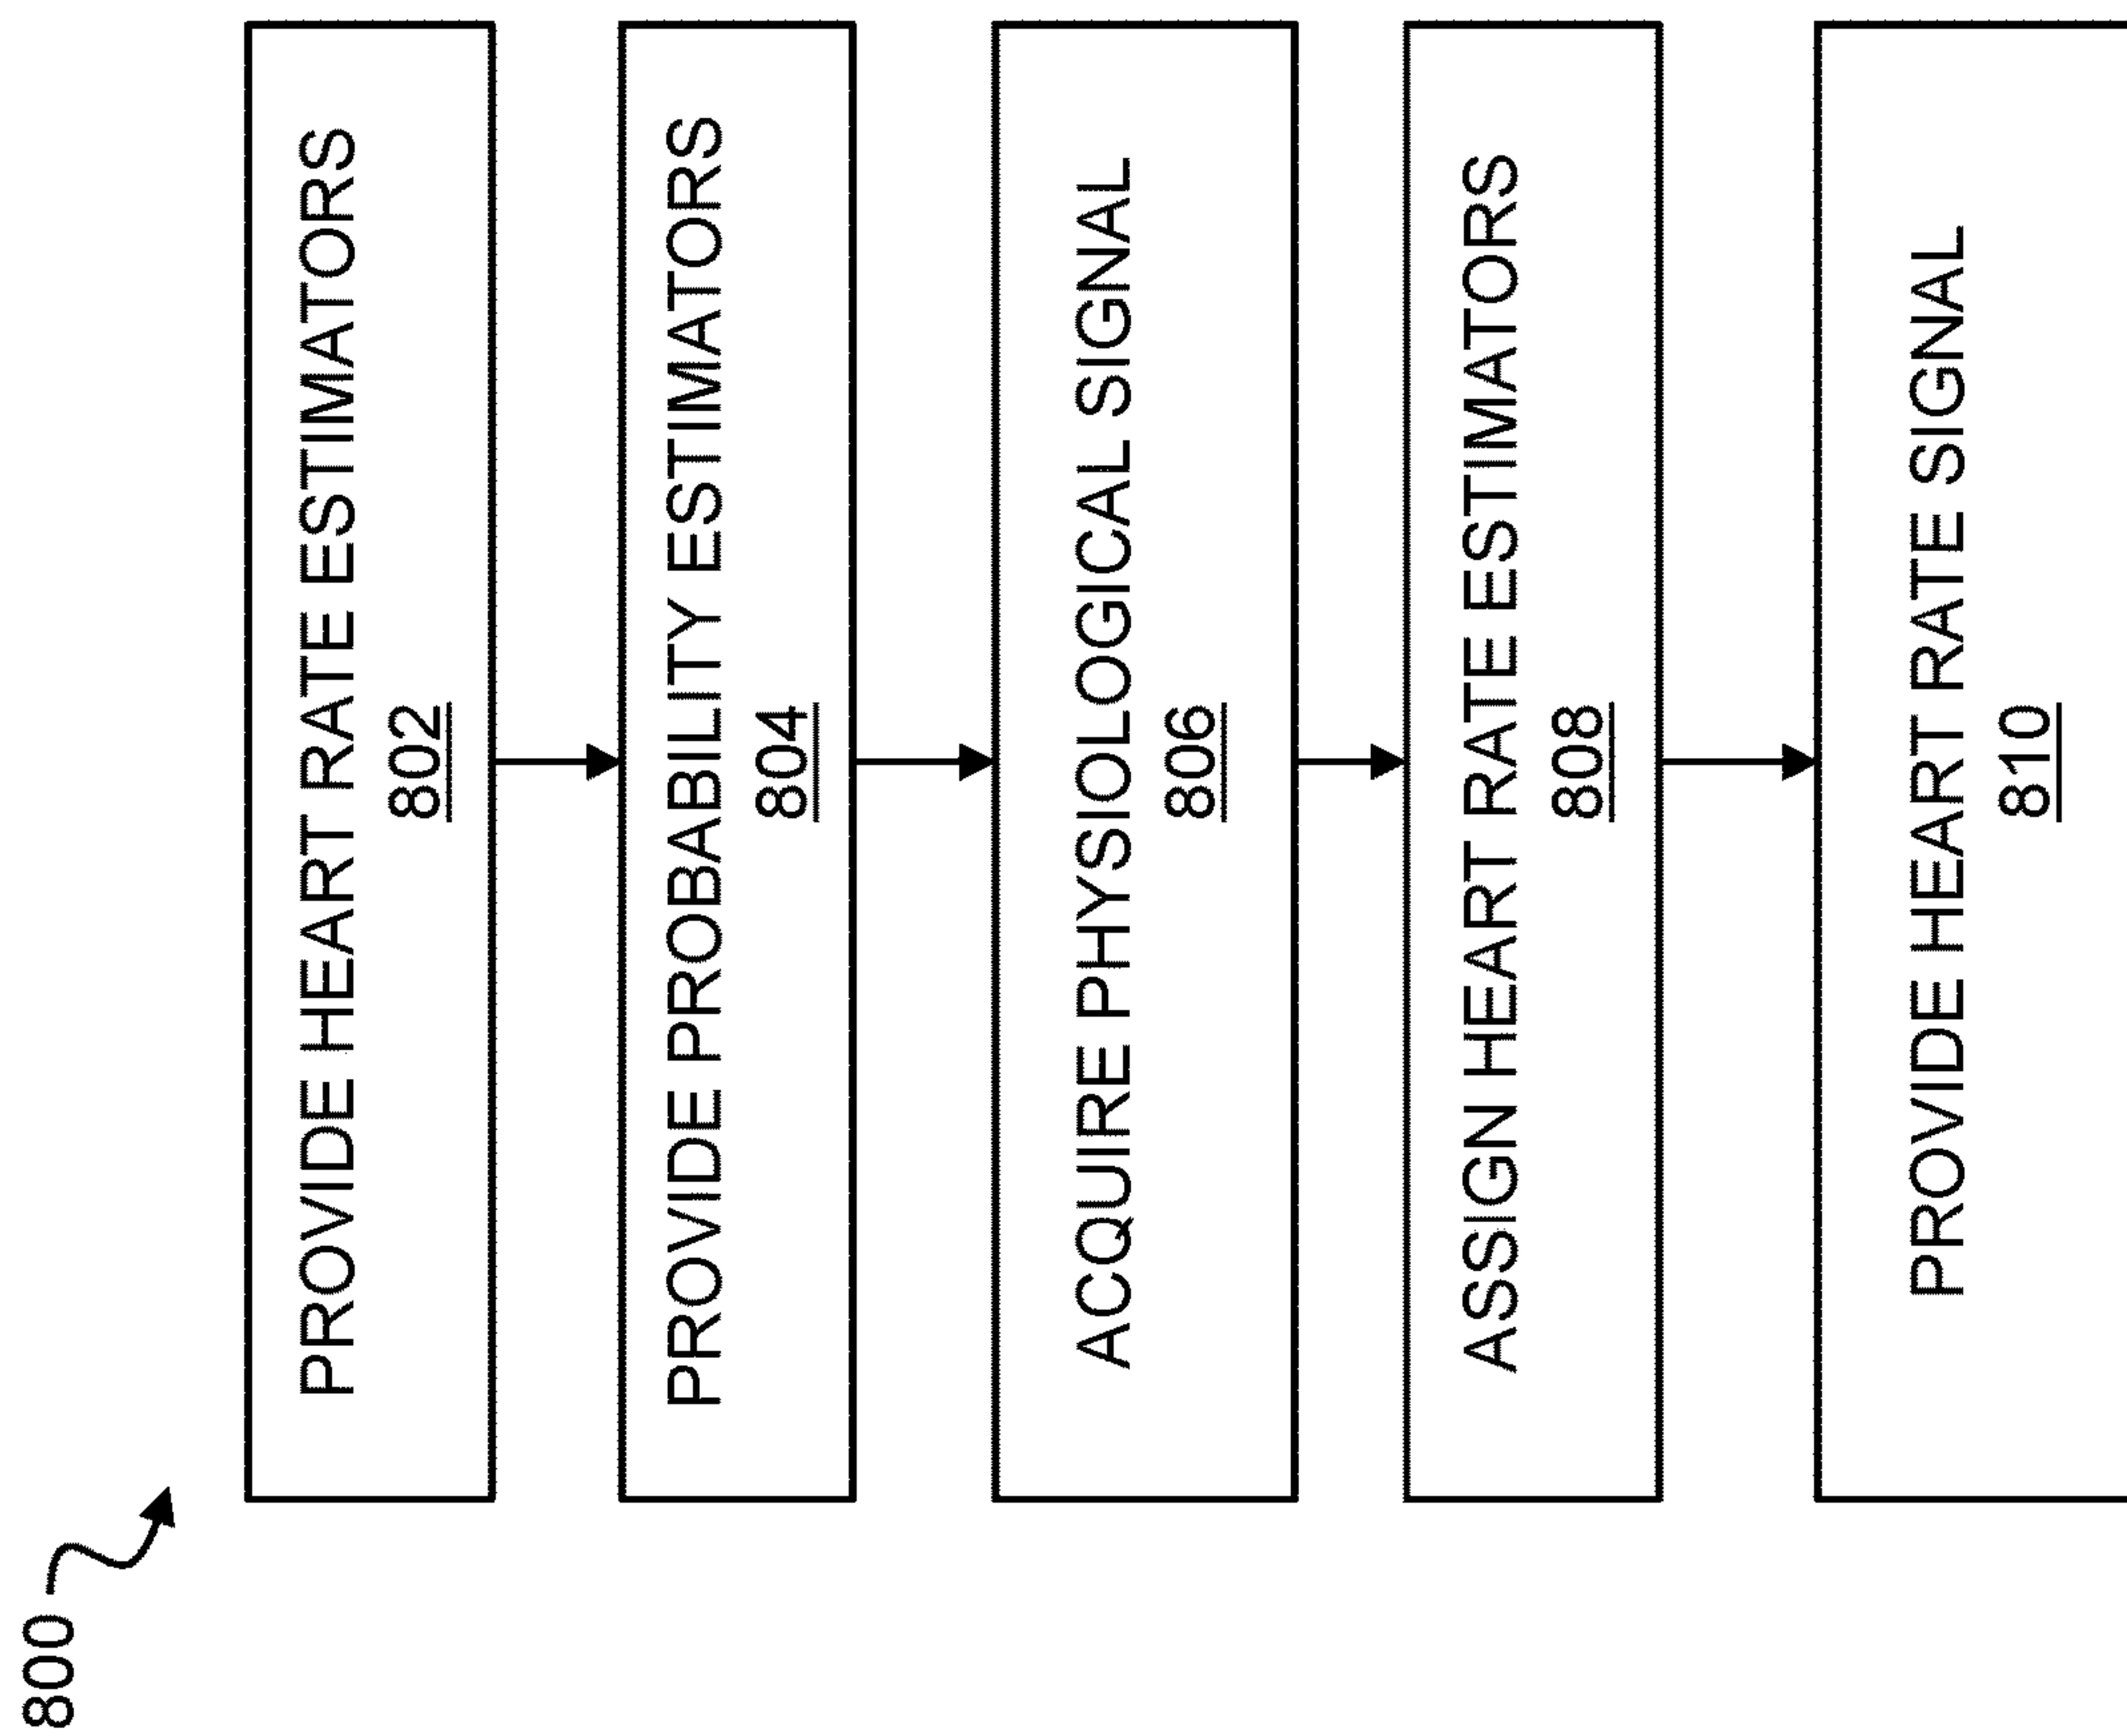 800
PROVIDE HEART RATE ESTIMATORS
802
PROVIDE PROBABILITY ESTIMATORS
804
ACQUIRE PHYSIOLOGICAL SIGNAL
806
ASSIGN HEART RATE ESTIMATORS
808
PROVIDE HEART RATE SIGNAL
810